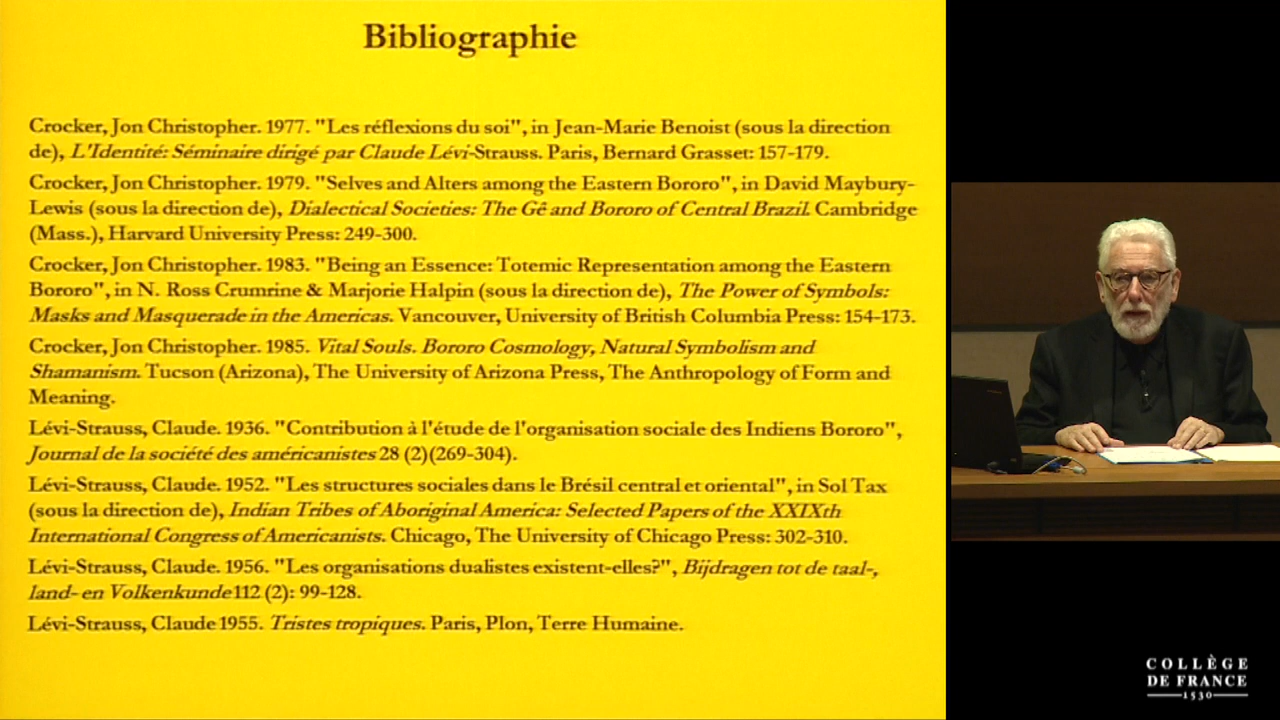 Bibliographie
Crocker, Jon Christopher. 1977. "Les réflexions du soi", in Jean-Marie Benoist (sous la direction
de), L'Identité: Séminaire dirigé par Claude Lévi-Strauss. Paris, Bernard Grasset: 157-179.
Crocker, Jon Christopher. 1979. "Selves and Alters among the Eastern Bororo", in David Maybury-
Lewis (sous la direction de), Dialectical Societies: The Gê and Bororo of Central Brazil. Cambridge
(Mass.), Harvard University Press: 249-300.
Crocker, Jon Christopher. 1983. "Being an Essence: Totemic Representation among the Eastern
Bororo", in N. Ross Crumrine & Marjorie Halpin (sous la direction de), The Power of Symbols:
Masks and Masquerade in the Americas. Vancouver, University of British Columbia Press: 154-173.
Crocker, Jon Christopher. 1985. Vital Souls. Bororo Cosmology, Natural Symbolism and
Shamanism. Tucson (Arizona), The University of Arizona Press, The Anthropology of Form and
Meaning.
Lévi-Strauss, Claude. 1936. "Contribution à l'étude de l'organisation sociale des Indiens Bororo",
Journal de la société des américanistes 28 (2)(269-304).
Lévi-Strauss, Claude. 1952. "Les structures sociales dans le Brésil central et oriental", in Sol Tax
(sous la direction de), Indian Tribes of Aboriginal America: Selected Papers of the XXIXth
International Congress of Americanists. Chicago, The University of Chicago Press: 302-310.
Lévi-Strauss, Claude. 1956. "Les organisations dualistes existent-elles?", Bijdragen tot de taal-,
land- en Volkenkunde 112 (2): 99-128.
Lévi-Strauss, Claude 1955. Tristes tropiques. Paris, Plon, Terre Humaine.
COLLÈGE
DE FRANCE
1530